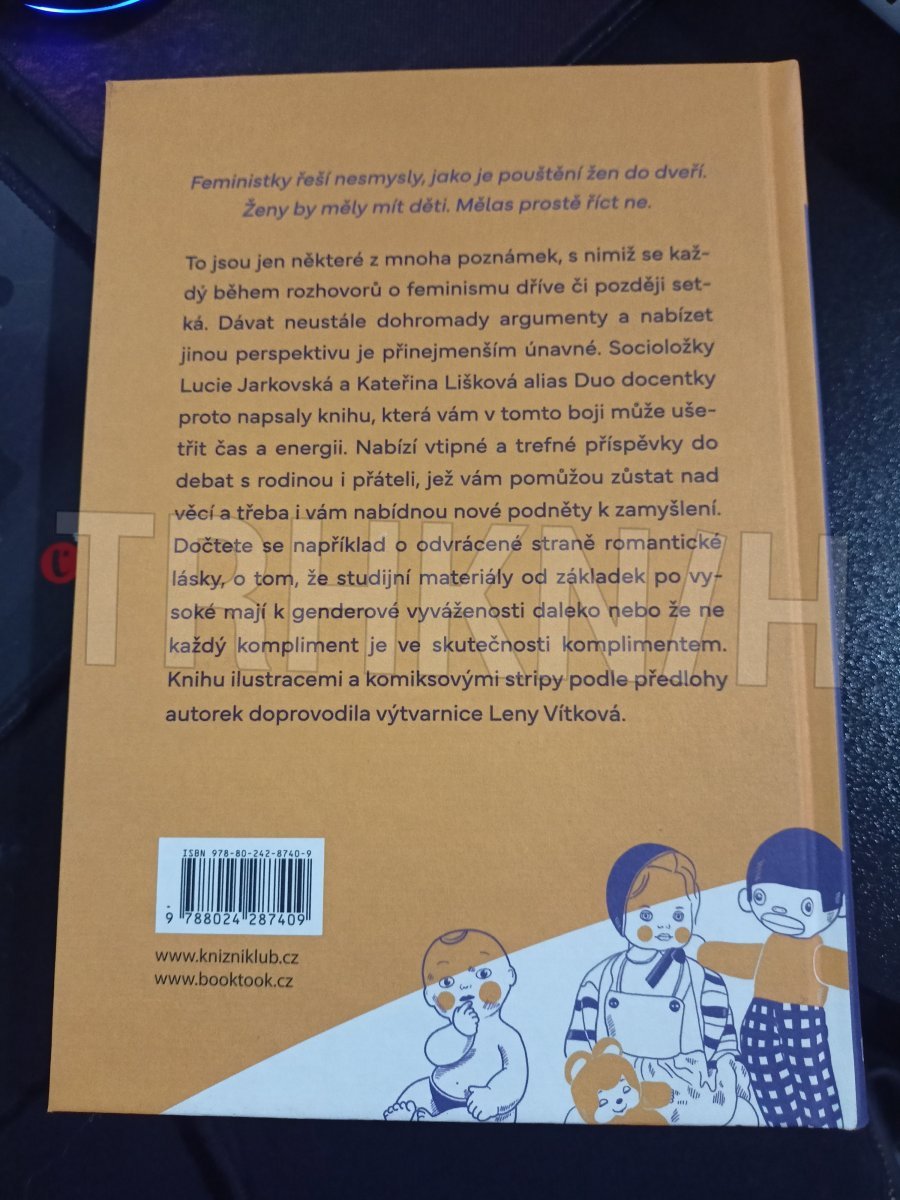 Feministky řeší nesmysly, jako je pouštění žen do dveří.
Ženy by měly mít děti. Mělas prostě říct ne.
To jsou jen některé z mnoha poznámek, s nimiž se kaž-
dý během rozhovorů o feminismu dříve či později set-
ká. Dávat neustále dohromady argumenty a nabízet
jinou perspektivu je přinejmenším únavné. Socioložky
Lucie Jarkovská a Kateřina Lišková alias Duo docentky
proto napsaly knihu, která vám v tomto boji může uše-
třit čas a energii. Nabízí vtipné a trefné příspěvky do
debat s rodinou i přáteli, jež vám pomůžou zůstat nad
věcí a třeba i vám nabídnou nové podněty k zamyšlení.
Dočtete se například o odvrácené straně romantické
lásky, o tom, že studijní materiály od základek po vy-
soké mají k genderové vyváženosti daleko nebo že ne
každý kompliment je ve skutečnosti komplimentem.
Knihu ilustracemi a komiksovými stripy podle předlohy
autorek doprovodila výtvarnice Leny Vítková.
TRHKNIH
ISBN 978-80-242-8740-9
9 788024 287409
www.knizniklub.cz
www.booktook.cz